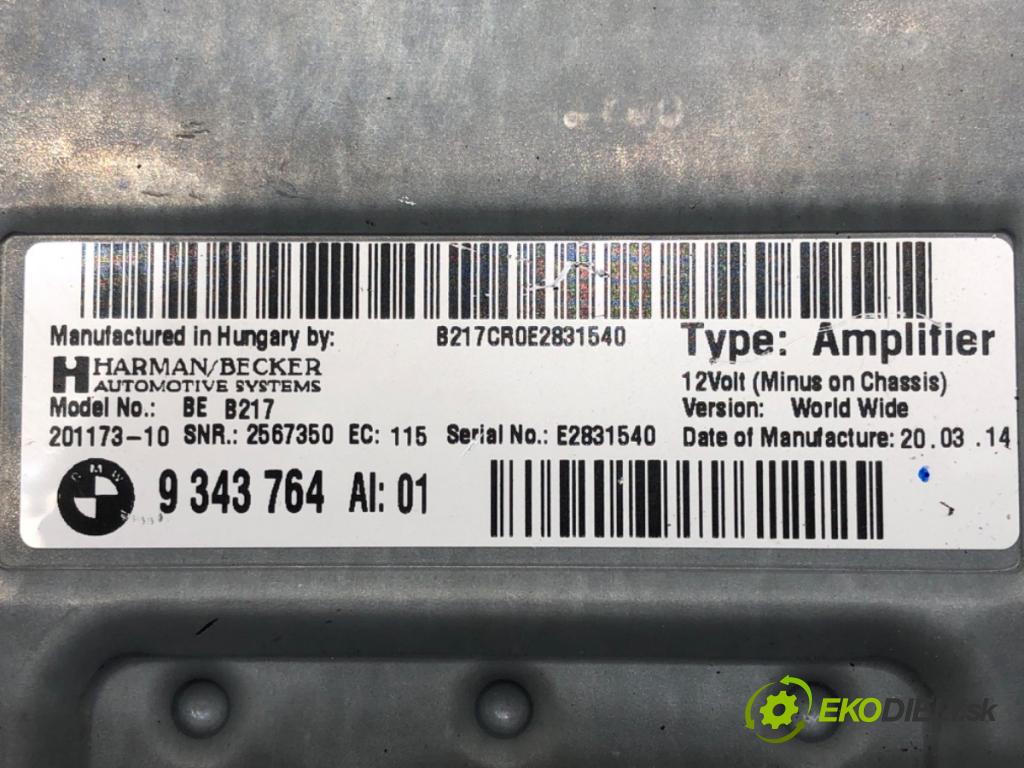 Manufactured in Hungary by:
B217CR0E2831540
Type: Amplifier
HARMAN/BECKER
AUTOMOTIVE SYSTEMS
12Volt (Minus on Chassis)
Model No.: BE B217
Version: World Wide
201173-10 SNR.: 2567350 EC: 115 Serial No.: E2831540 Date of Manufacture: 20.03.14
BMW
9 343 764 AI: 01
EKODIELY.sk